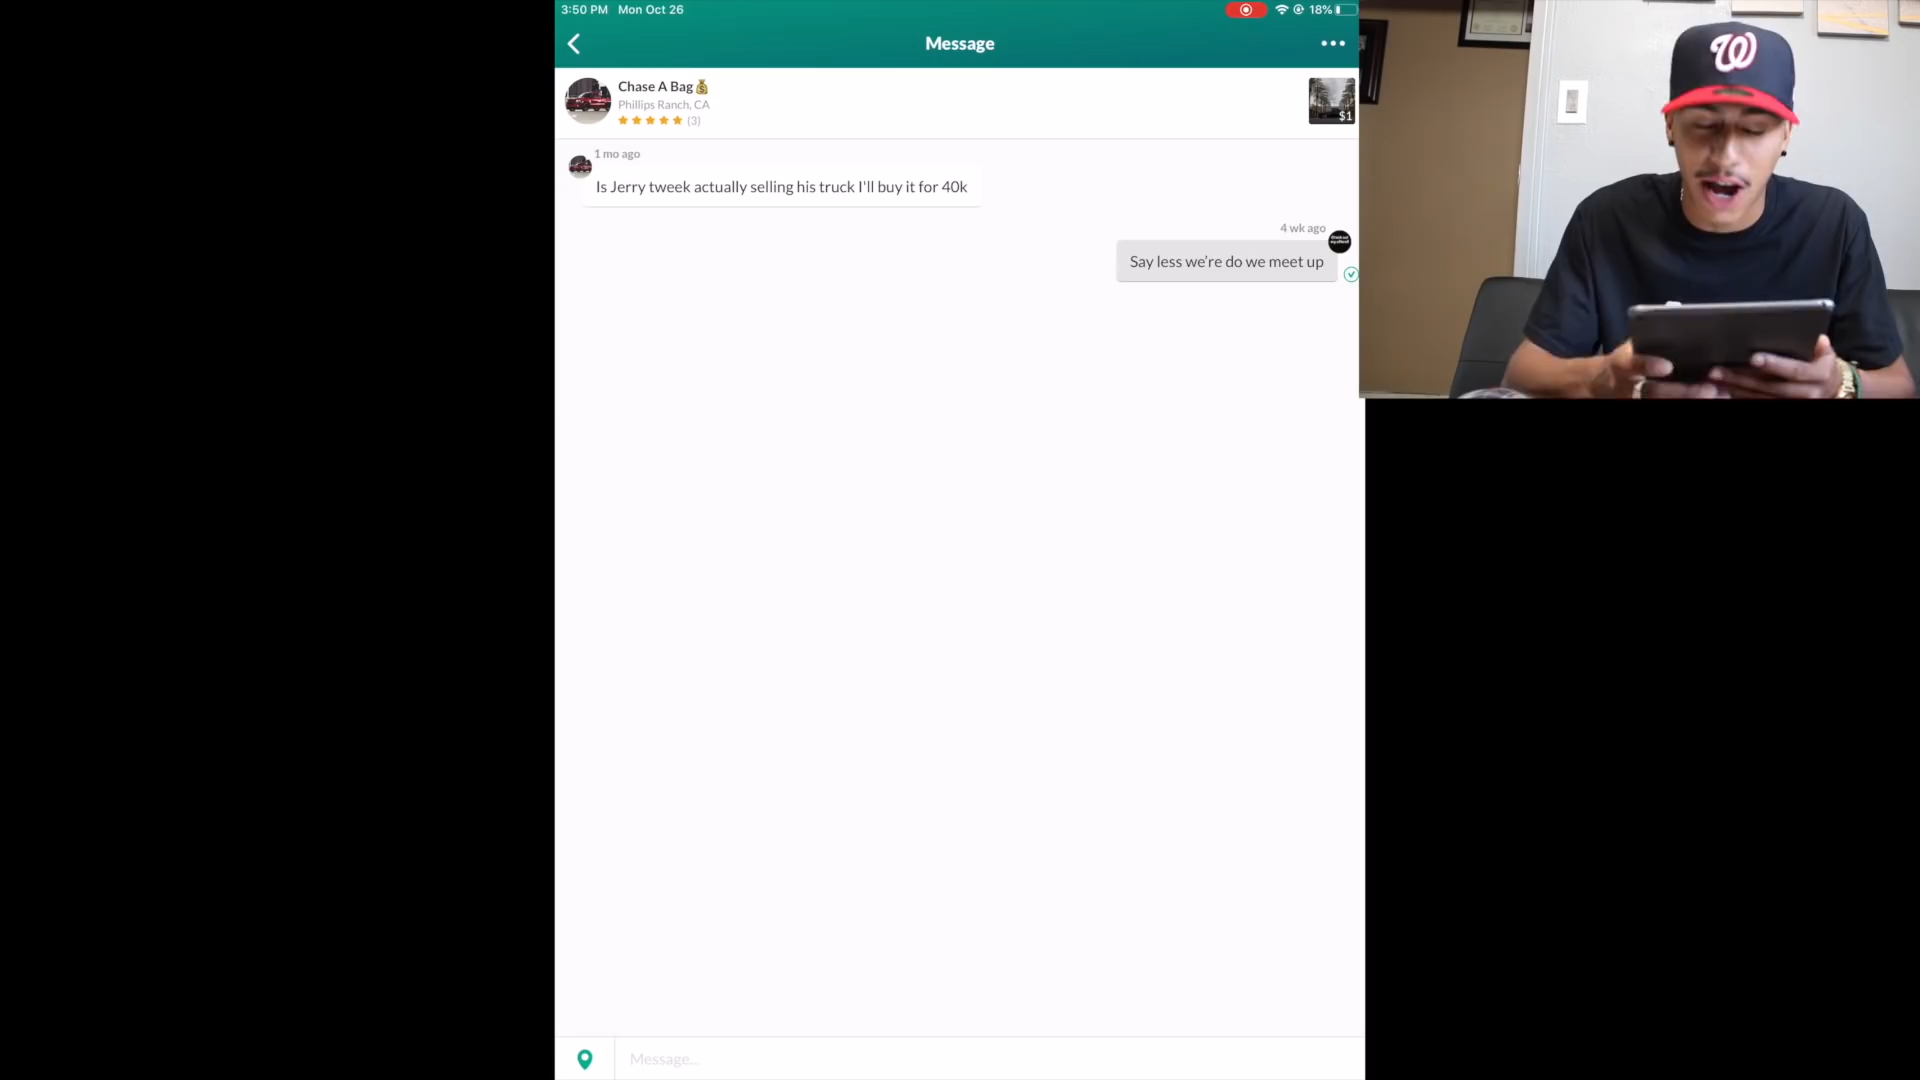 3:50 PM Mon Oct 26
18%
Message
Chase A Bag💰
Phillips Ranch, CA
(3)
$1
1 mo ago
Is Jerry tweek actually selling his truck I'll buy it for 40k
4 wk ago
Say less we're do we meet up
Message...
W